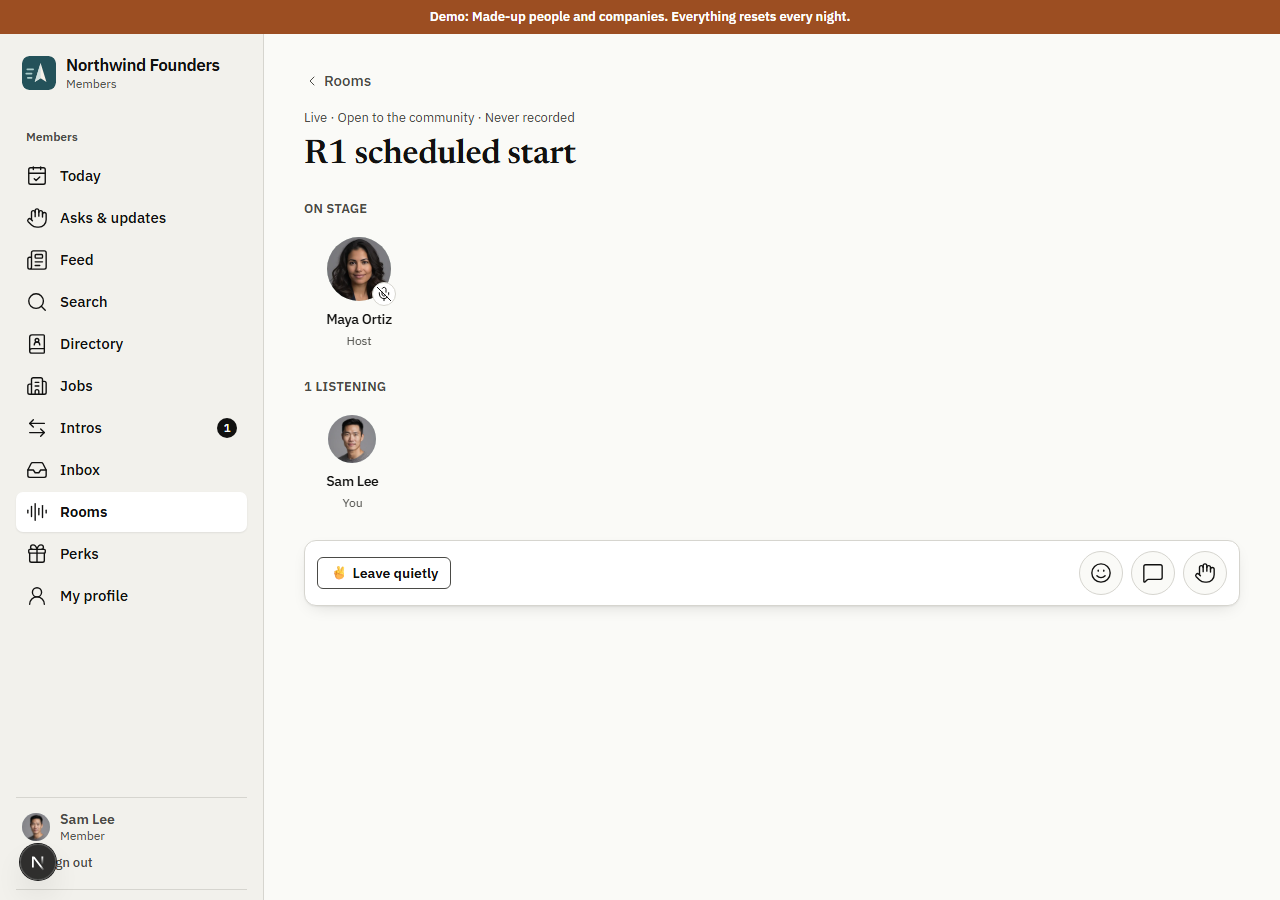 Demo: Made-up people and companies. Everything resets every night.
Northwind Founders
Members
Members
Today
Asks & updates
Feed
Search
Directory
Jobs
Intros
1
Inbox
Rooms
Perks
My profile
Sam Lee
Member
gn out
N
Rooms
Live · Open to the community · Never recorded
R1 scheduled start
ON STAGE
Maya Ortiz
Host
1 LISTENING
Sam Lee
You
Leave quietly